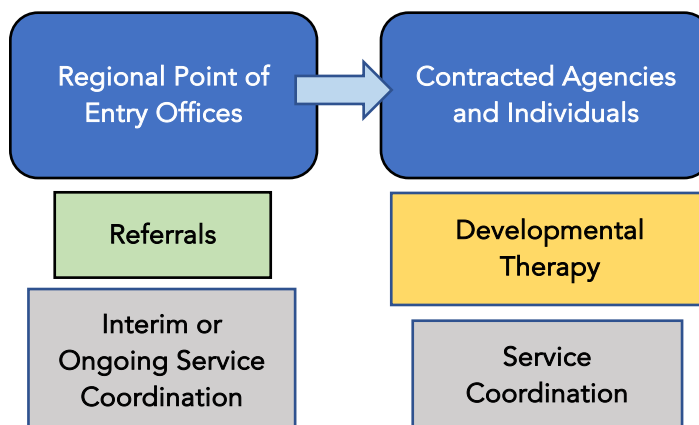 Regional Point of
Entry Offices
Contracted Agencies
and Individuals
Referrals
Developmental
Therapy
Interim or
Ongoing Service
Coordination
Service
Coordination